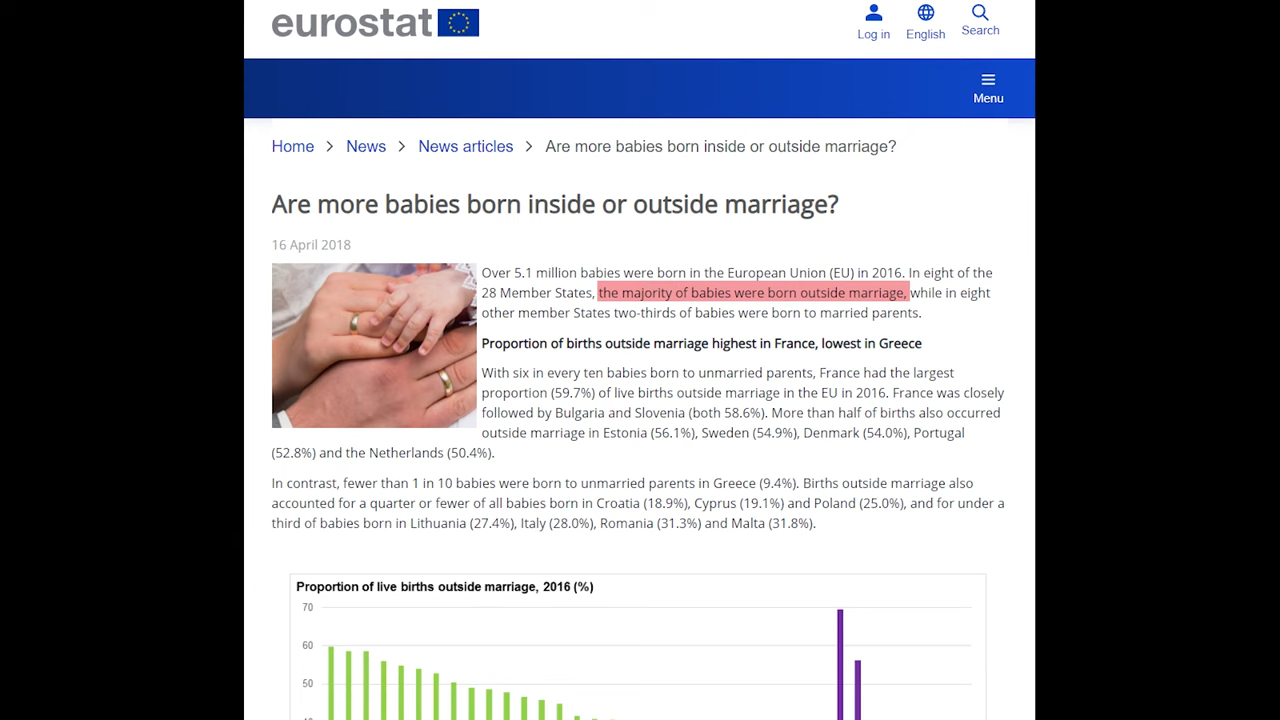 eurostat
Log in
English
Search
Menu
Home > News > News articles > Are more babies born inside or outside marriage?
Are more babies born inside or outside marriage?
16 April 2018
Over 5.1 million babies were born in the European Union (EU) in 2016. In eight of the
28 Member States, the majority of babies were born outside marriage, while in eight
other member States two-thirds of babies were born to married parents.
Proportion of births outside marriage highest in France, lowest in Greece
With six in every ten babies born to unmarried parents, France had the largest
proportion (59.7%) of live births outside marriage in the EU in 2016. France was closely
followed by Bulgaria and Slovenia (both 58.6%). More than half of births also occurred
outside marriage in Estonia (56.1%), Sweden (54.9%), Denmark (54.0%), Portugal
(52.8%) and the Netherlands (50.4%).
In contrast, fewer than 1 in 10 babies were born to unmarried parents in Greece (9.4%). Births outside marriage also
accounted for a quarter or fewer of all babies born in Croatia (18.9%), Cyprus (19.1%) and Poland (25.0%), and for under a
third of babies born in Lithuania (27.4%), Italy (28.0%), Romania (31.3%) and Malta (31.8%).
Proportion of live births outside marriage, 2016 (%)
70
60
50